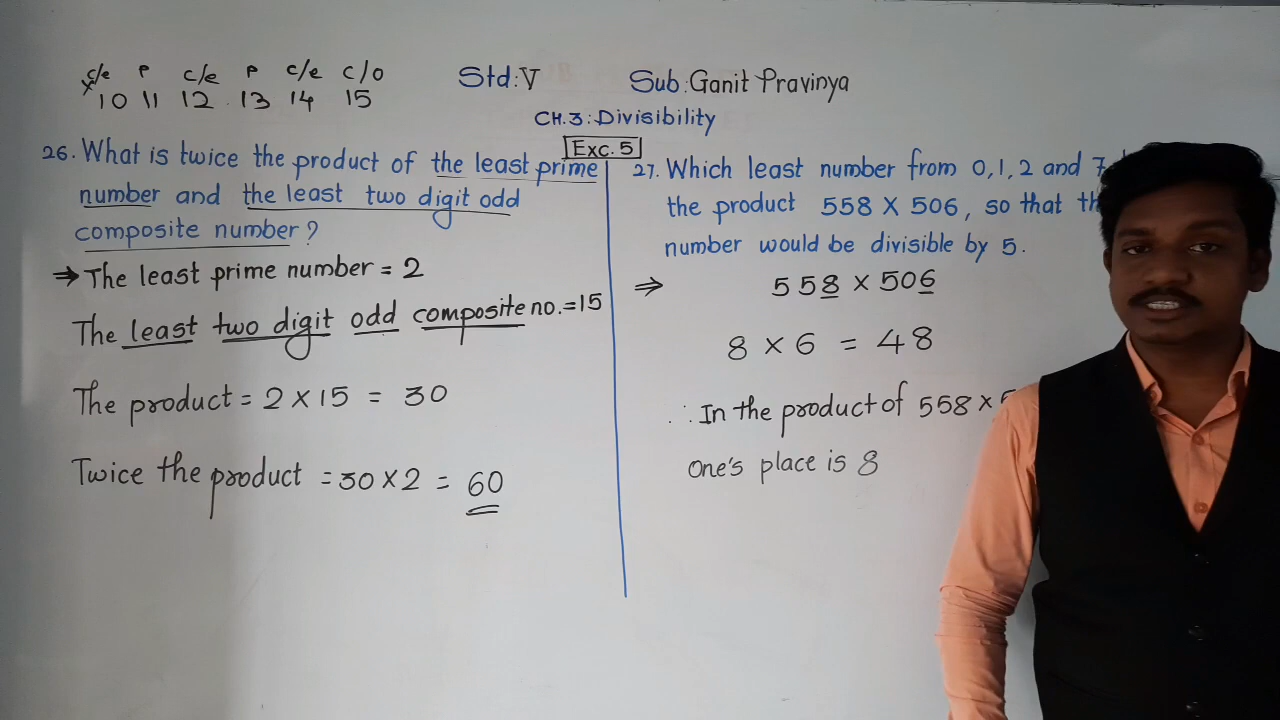 c/e P c/e P c/e c/o
10 11 12 13 14 15
Std:V Sub:Ganit Pravinya
CH.3:Divisibility
Exc.5
26. What is twice the product of the least prime
number and the least two digit odd
composite number?
→ The least prime number = 2
The least two digit odd composite no.=15
The product = 2 × 15 = 30
Twice the product = 30 × 2 = 60
27. Which least number from 0,1,2 and 7
the product 558 × 506, so that
number would be divisible by 5.
⇒ 558 × 506
8 × 6 = 48
∴ In the product of 558 ×
One's place is 8